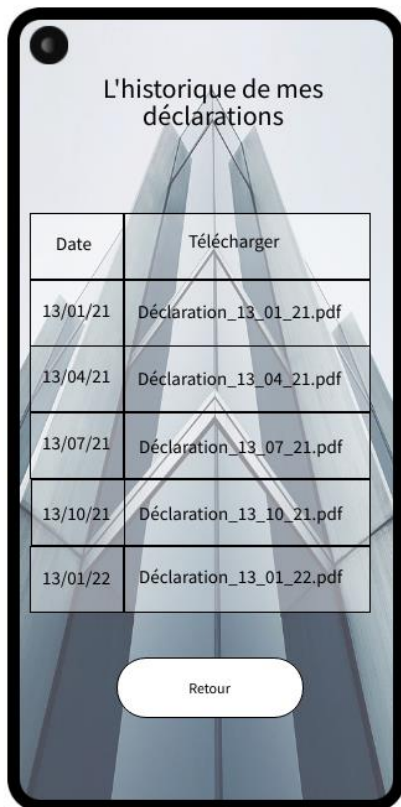 L'historique de mes
déclarations
Date Télécharger
13/01/21 Déclaration_13_01_21.pdf
13/04/21 Déclaration_13_04_21.pdf
13/07/21 Déclaration_13_07_21.pdf
13/10/21 Déclaration_13_10_21.pdf
13/01/22 Déclaration_13_01_22.pdf
Retour